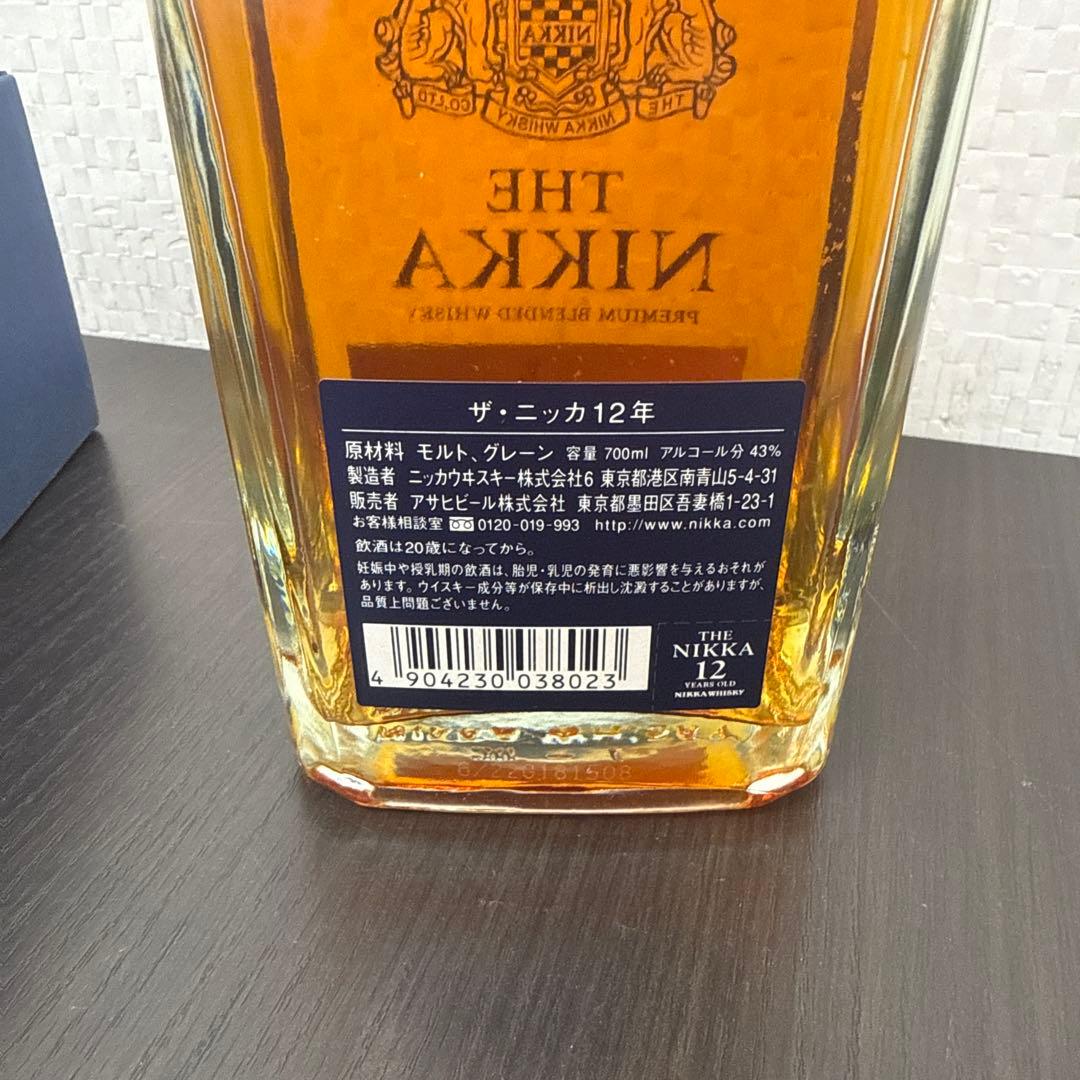 NIKKA
THE NIKKA WHISKY CO.,LTD
THE
NIKKA
PREMIUM BLENDED WHISKY
ザ・ニッカ12年
原材料 モルト、グレーン 容量 700ml アルコール分 43%
製造者 ニッカウヰスキー株式会社6 東京都港区南青山5-4-31
販売者 アサヒビール株式会社 東京都墨田区吾妻橋1-23-1
お客様相談室 0120-019-993 http://www.nikka.com
飲酒は20歳になってから。
妊娠中や授乳期の飲酒は、胎児・乳児の発育に悪影響を与えるおそれが
あります。ウイスキー成分等が保存中に析出し沈澱することがありますが、
品質上問題ございません。
4 904230 038023
THE
NIKKA
12
YEARS OLD
NIKKA WHISKY